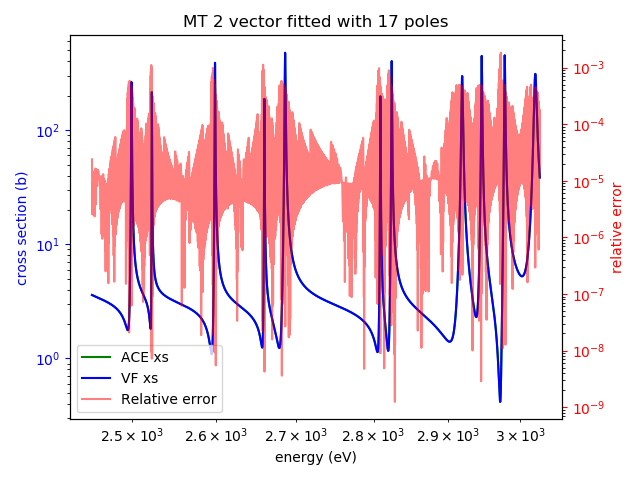 MT 2 vector fitted with 17 poles
cross section (b)
10²
10¹
10⁰
10⁻³
10⁻⁴
10⁻⁵
10⁻⁶
10⁻⁷
10⁻⁸
10⁻⁹
relative error
ACE xs
VF xs
Relative error
2.5 × 10³ 2.6 × 10³ 2.7 × 10³ 2.8 × 10³ 2.9 × 10³ 3 × 10³
energy (eV)